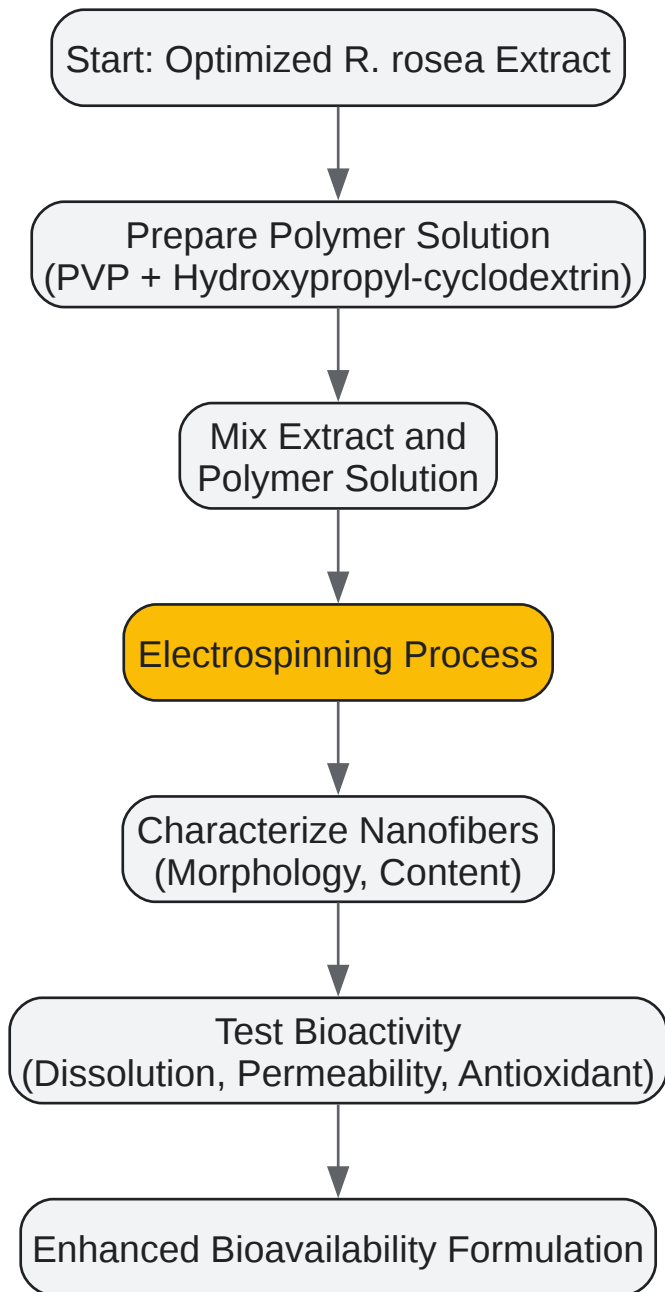 Start: Optimized R. rosea Extract
Prepare Polymer Solution
(PVP + Hydroxypropyl-cyclodextrin)
Mix Extract and
Polymer Solution
Electrospinning Process
Characterize Nanofibers
(Morphology, Content)
Test Bioactivity
(Dissolution, Permeability, Antioxidant)
Enhanced Bioavailability Formulation